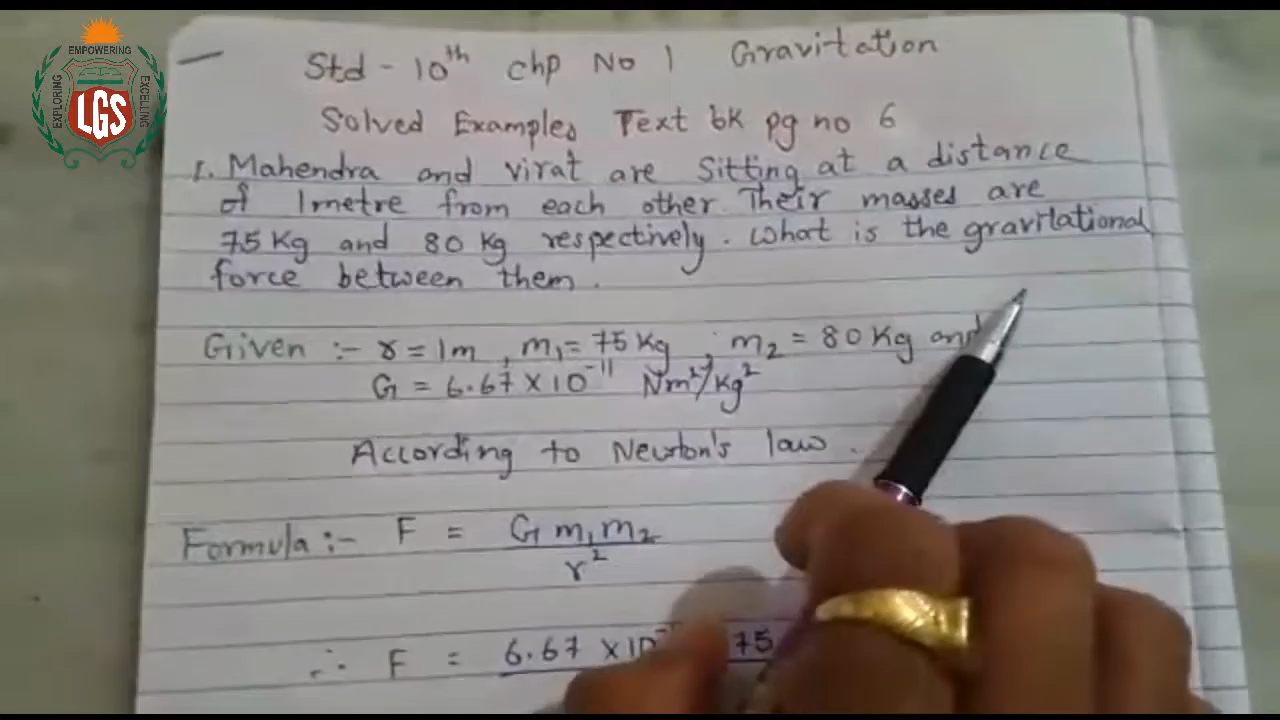 EMPOWERING
EXPLORING
EXCELLING
LGS
Std - 10th chp No 1 Gravitation
Solved Examples Text bk pg no 6
1. Mahendra and virat are Sitting at a distance
of 1metre from each other. Their masses are
75 Kg and 80 Kg respectively. What is the gravitational
force between them.
Given :- r = 1m, m₁ = 75 Kg, m₂ = 80 Kg and
G = 6.67 × 10⁻¹¹ Nm²/Kg²
According to Newton's law.
Formula :- F = G m₁ m₂
r²
∴ F = 6.67 × 10 75